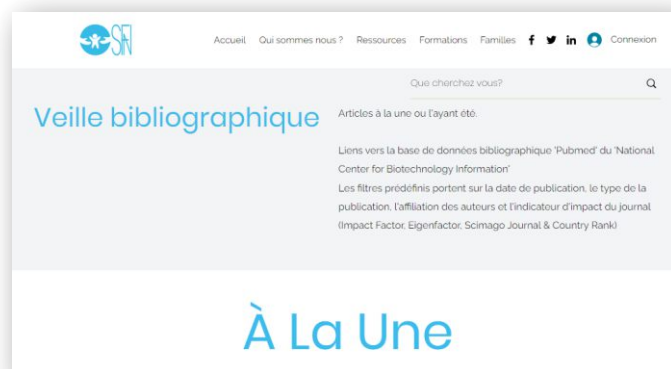 Accueil Qui sommes nous ? Ressources Formations Familles Connexion
Que cherchez vous?
Veille bibliographique
Articles à la une ou l'ayant été.
Liens vers la base de données bibliographique 'Pubmed' du 'National
Center for Biotechnology Information'
Les filtres prédéfinis portent sur la date de publication, le type de la
publication, l'affiliation des auteurs et l'indicateur d'impact du journal
(Impact Factor, Eigenfactor, Scimago Journal & Country Rank)
À La Une